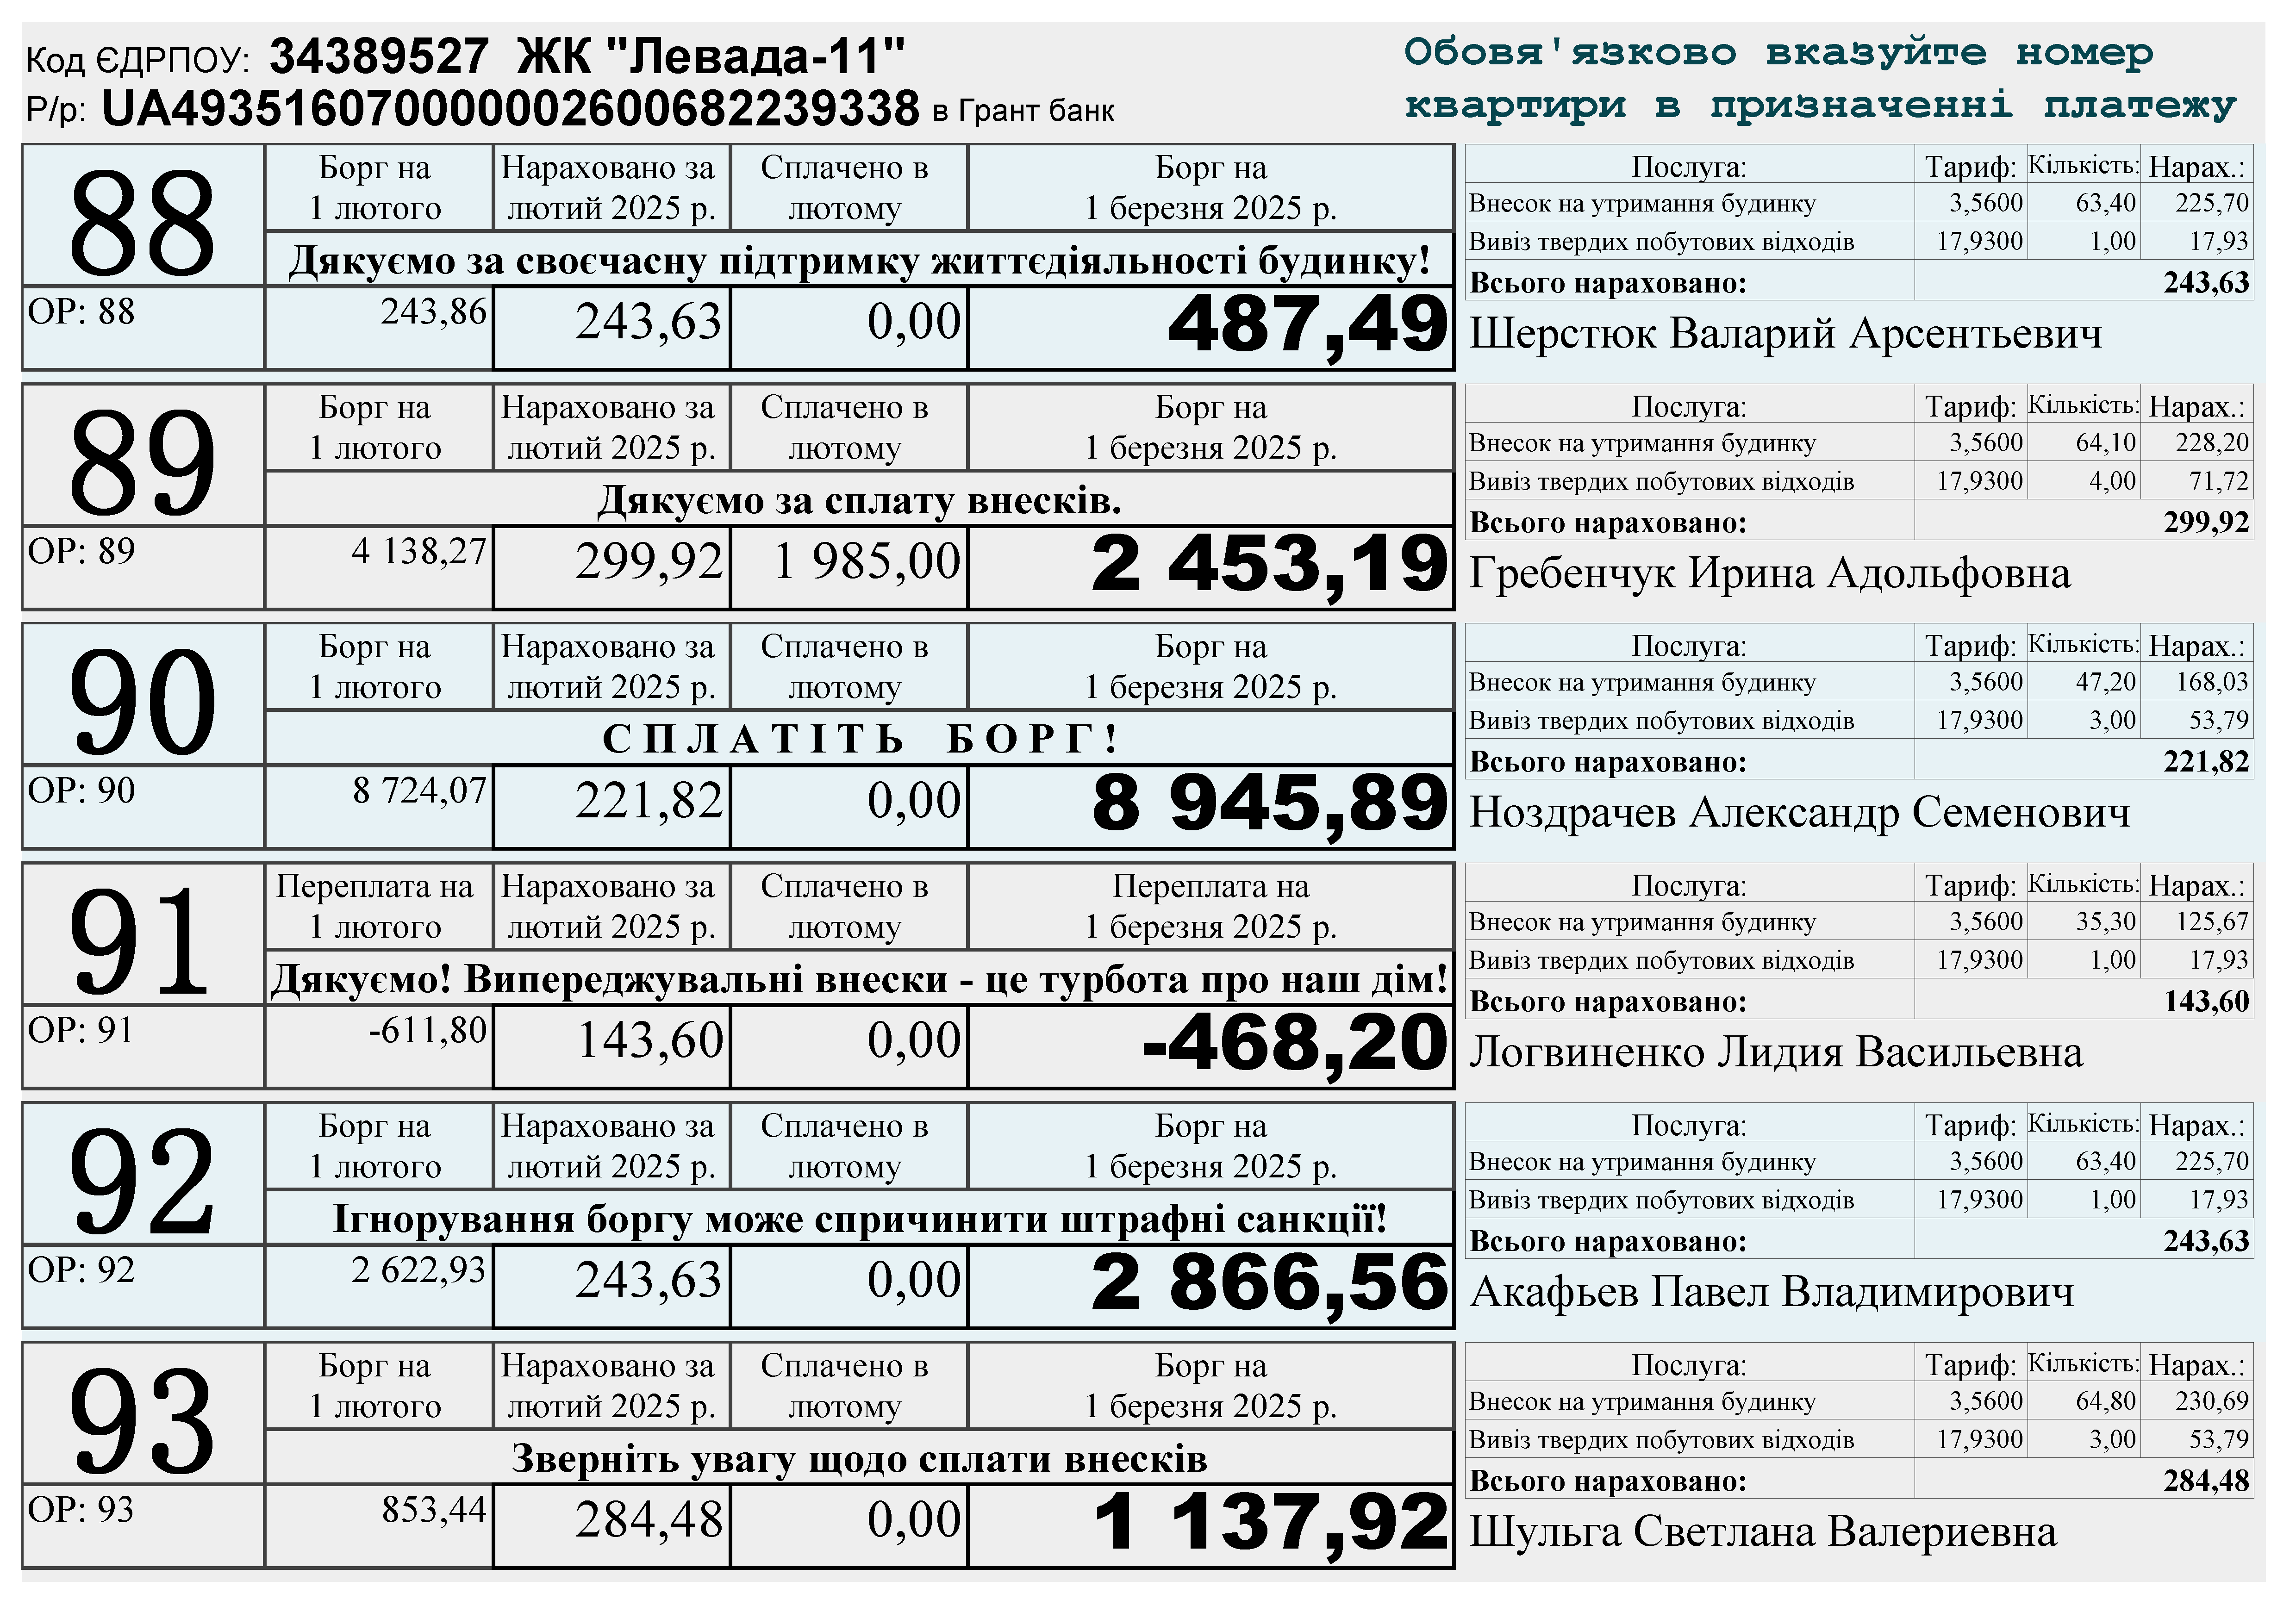 Код ЄДРПОУ: 34389527 ЖК "Левада-11"
Р/р: UA493516070000002600682239338 в Грант банк
Обовя'язково вказуйте номер
квартири в призначенні платежу
88
Борг на
1 лютого
Нараховано за
лютий 2025 р.
Сплачено в
лютому
Борг на
1 березня 2025 р.
Дякуємо за своєчасну підтримку життєдіяльності будинку!
ОР: 88 243,86 243,63 0,00 487,49
Послуга: Тариф: Кількість: Нарах.:
Внесок на утримання будинку 3,5600 63,40 225,70
Вивіз твердих побутових відходів 17,9300 1,00 17,93
Всього нараховано: 243,63
Шерстюк Валарий Арсентьевич
89
Борг на
1 лютого
Нараховано за
лютий 2025 р.
Сплачено в
лютому
Борг на
1 березня 2025 р.
Дякуємо за сплату внесків.
ОР: 89 4 138,27 299,92 1 985,00 2 453,19
Послуга: Тариф: Кількість: Нарах.:
Внесок на утримання будинку 3,5600 64,10 228,20
Вивіз твердих побутових відходів 17,9300 4,00 71,72
Всього нараховано: 299,92
Гребенчук Ирина Адольфовна
90
Борг на
1 лютого
Нараховано за
лютий 2025 р.
Сплачено в
лютому
Борг на
1 березня 2025 р.
С П Л А Т І Т Ь Б О Р Г !
ОР: 90 8 724,07 221,82 0,00 8 945,89
Послуга: Тариф: Кількість: Нарах.:
Внесок на утримання будинку 3,5600 47,20 168,03
Вивіз твердих побутових відходів 17,9300 3,00 53,79
Всього нараховано: 221,82
Ноздрачев Александр Семенович
91
Переплата на
1 лютого
Нараховано за
лютий 2025 р.
Сплачено в
лютому
Переплата на
1 березня 2025 р.
Дякуємо! Випереджувальні внески - це турбота про наш дім!
ОР: 91 -611,80 143,60 0,00 -468,20
Послуга: Тариф: Кількість: Нарах.:
Внесок на утримання будинку 3,5600 35,30 125,67
Вивіз твердих побутових відходів 17,9300 1,00 17,93
Всього нараховано: 143,60
Логвиненко Лидия Васильевна
92
Борг на
1 лютого
Нараховано за
лютий 2025 р.
Сплачено в
лютому
Борг на
1 березня 2025 р.
Ігнорування боргу може спричинити штрафні санкції!
ОР: 92 2 622,93 243,63 0,00 2 866,56
Послуга: Тариф: Кількість: Нарах.:
Внесок на утримання будинку 3,5600 63,40 225,70
Вивіз твердих побутових відходів 17,9300 1,00 17,93
Всього нараховано: 243,63
Акафьев Павел Владимирович
93
Борг на
1 лютого
Нараховано за
лютий 2025 р.
Сплачено в
лютому
Борг на
1 березня 2025 р.
Зверніть увагу щодо сплати внесків
ОР: 93 853,44 284,48 0,00 1 137,92
Послуга: Тариф: Кількість: Нарах.:
Внесок на утримання будинку 3,5600 64,80 230,69
Вивіз твердих побутових відходів 17,9300 3,00 53,79
Всього нараховано: 284,48
Шульга Светлана Валериевна